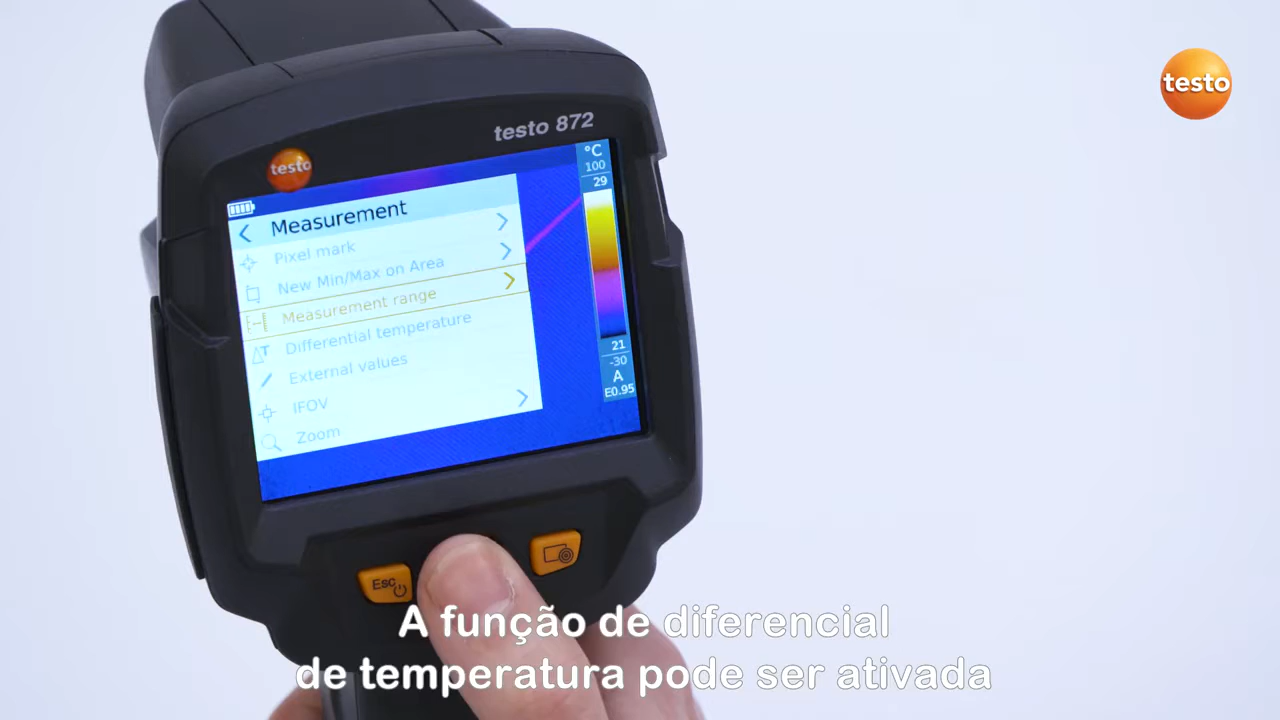 testo
testo 872
testo
°C
100
29
Measurement
Pixel mark
New Min/Max on Area
Measurement range
ΔT Differential temperature
External values
IFOV
Zoom
21
-30
A
E0.95
Esc
A função de diferencial
de temperatura pode ser ativada